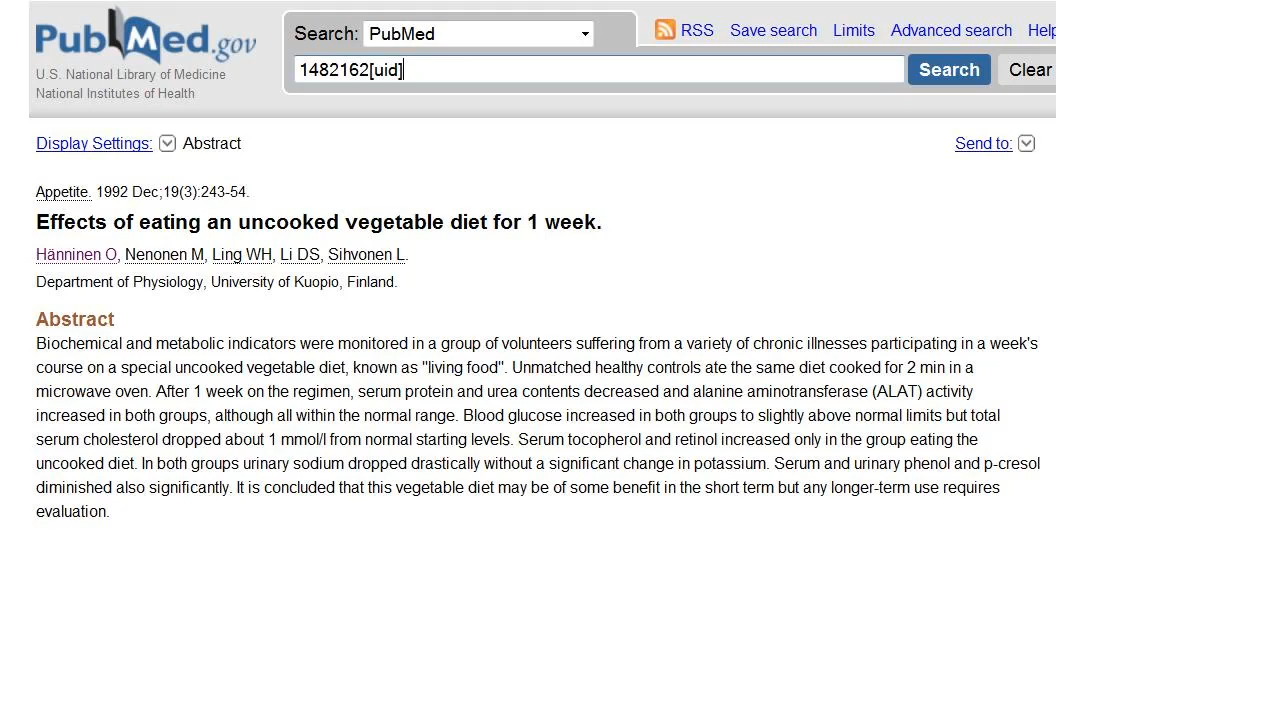 PubMed.gov
U.S. National Library of Medicine
National Institutes of Health
Search: PubMed
RSS Save search Limits Advanced search Help
1482162[uid]
Search Clear
Display Settings: Abstract
Send to:
Appetite. 1992 Dec;19(3):243-54.
Effects of eating an uncooked vegetable diet for 1 week.
Hänninen O, Nenonen M, Ling WH, Li DS, Sihvonen L.
Department of Physiology, University of Kuopio, Finland.
Abstract
Biochemical and metabolic indicators were monitored in a group of volunteers suffering from a variety of chronic illnesses participating in a week's
course on a special uncooked vegetable diet, known as "living food". Unmatched healthy controls ate the same diet cooked for 2 min in a
microwave oven. After 1 week on the regimen, serum protein and urea contents decreased and alanine aminotransferase (ALAT) activity
increased in both groups, although all within the normal range. Blood glucose increased in both groups to slightly above normal limits but total
serum cholesterol dropped about 1 mmol/l from normal starting levels. Serum tocopherol and retinol increased only in the group eating the
uncooked diet. In both groups urinary sodium dropped drastically without a significant change in potassium. Serum and urinary phenol and p-cresol
diminished also significantly. It is concluded that this vegetable diet may be of some benefit in the short term but any longer-term use requires
evaluation.